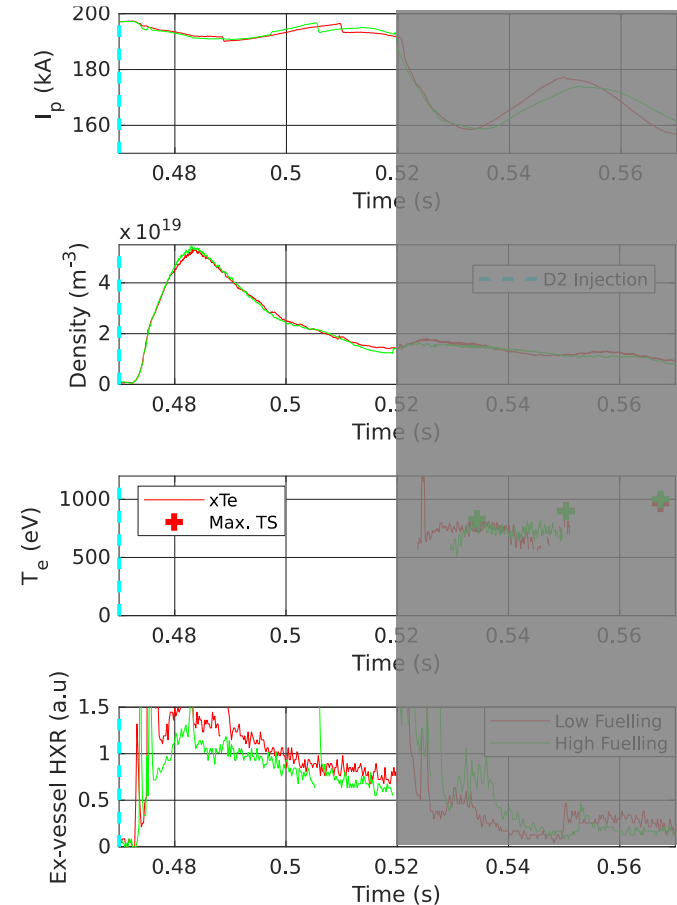 200
180
160
I_p (kA)
0.48 0.5 0.52 0.54 0.56
Time (s)
x 10^19
4
2
0
Density (m^-3)
D2 Injection
0.48 0.5 0.52 0.54 0.56
Time (s)
1000
500
0
T_e (eV)
xTe
Max. TS
0.48 0.5 0.52 0.54 0.56
Time (s)
1.5
1
0.5
0
Ex-vessel HXR (a.u)
Low Fuelling
High Fuelling
0.48 0.5 0.52 0.54 0.56
Time (s)